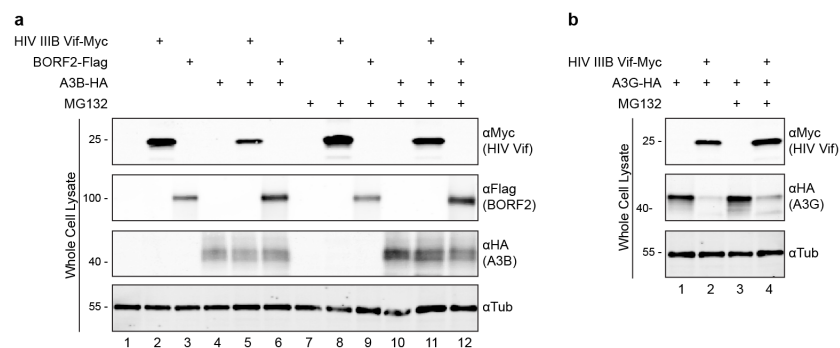 a
HIV IIIB Vif-Myc + + + +
BORF2-Flag + + + +
A3B-HA + + + + + +
MG132 + + + + + +
Whole Cell Lysate
25 - αMyc
(HIV Vif)
100 - αFlag
(BORF2)
40 - αHA
(A3B)
55 - αTub
1 2 3 4 5 6 7 8 9 10 11 12
b
HIV IIIB Vif-Myc + +
A3G-HA + + + +
MG132 + +
Whole Cell Lysate
25 - αMyc
(HIV Vif)
40- αHA
(A3G)
55 - αTub
1 2 3 4